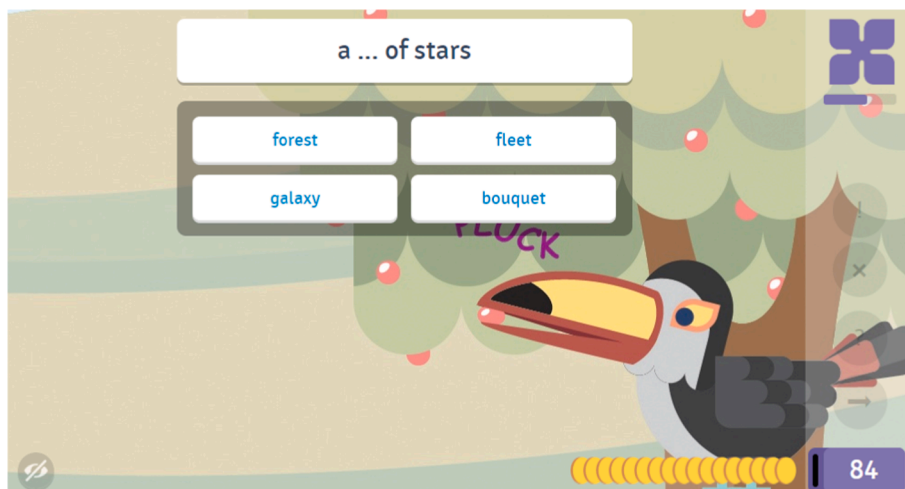 a ... of stars
forest
fleet
galaxy
bouquet
PLUCK
84